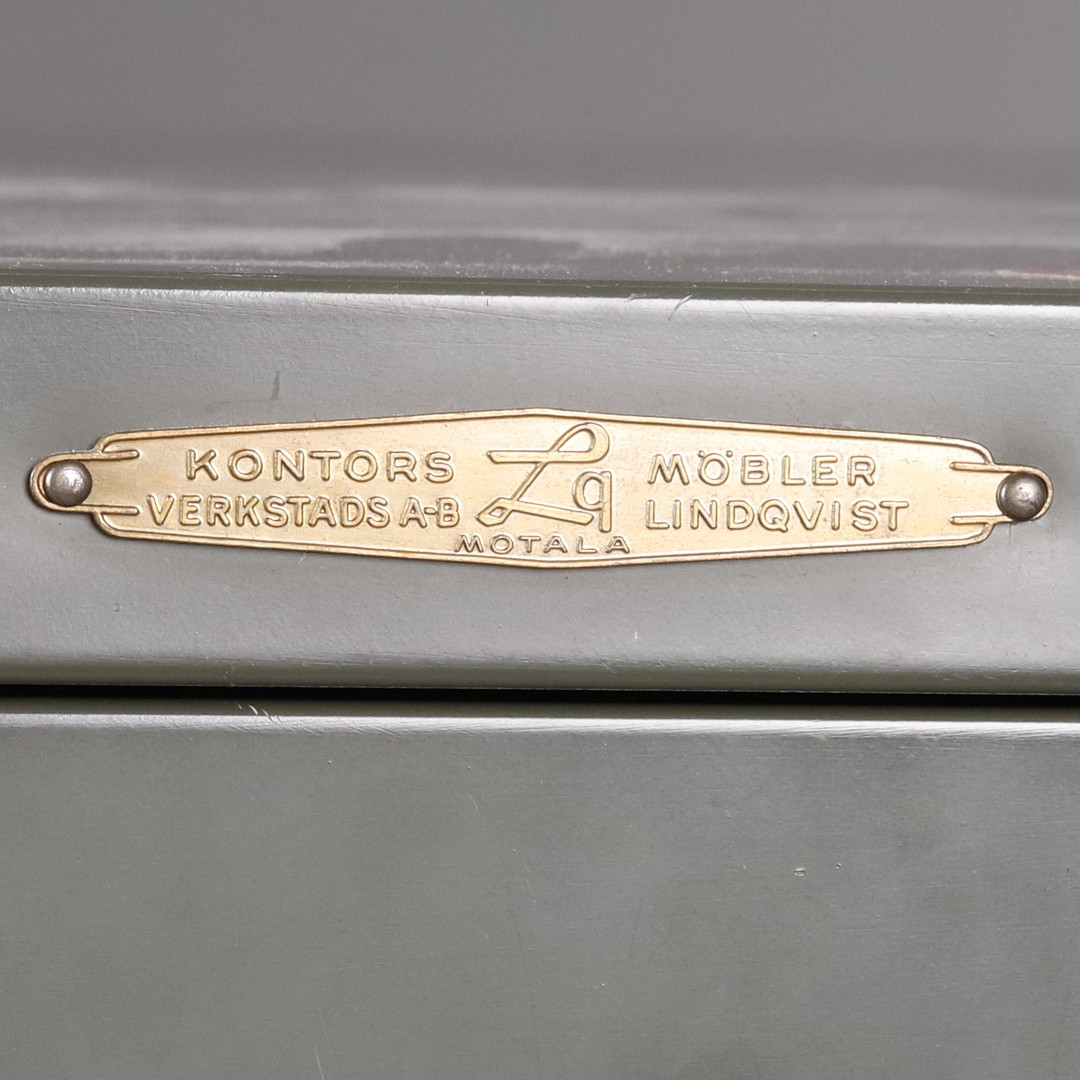 KONTORS Lq MÖBLER
VERKSTADS A-B LINDQVIST
MOTALA